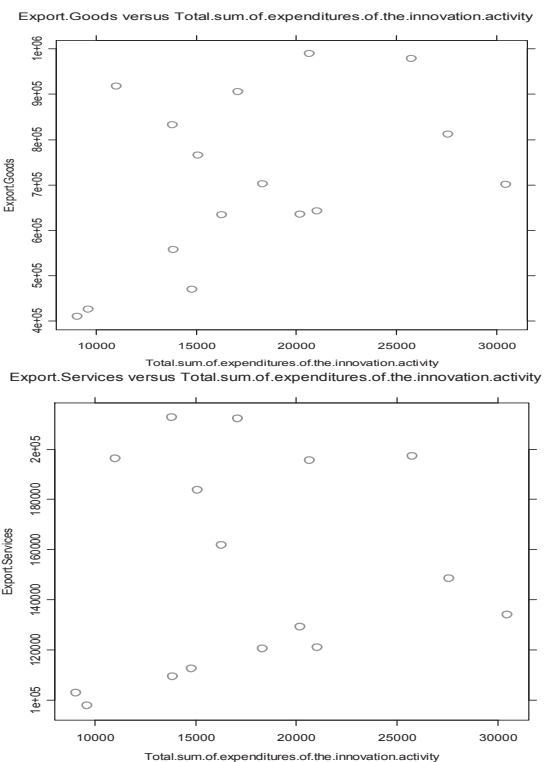 Export.Goods versus Total.sum.of.expenditures.of.the.innovation.activity
1e+06
9e+05
8e+05
7e+05
6e+05
5e+05
4e+05
Export.Goods
10000 15000 20000 25000 30000
Total.sum.of.expenditures.of.the.innovation.activity
Export.Services versus Total.sum.of.expenditures.of.the.innovation.activity
2e+05
180000
160000
140000
120000
1e+05
Export.Services
10000 15000 20000 25000 30000
Total.sum.of.expenditures.of.the.innovation.activity